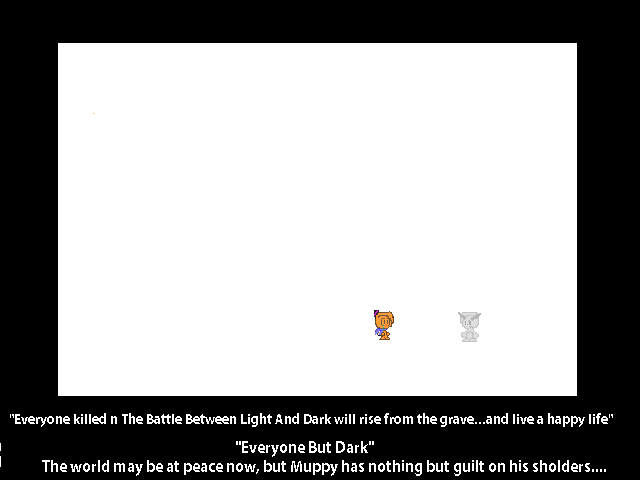 "Everyone killed n The Battle Between Light And Dark will rise from the grave...and live a happy life"
"Everyone But Dark"
The world may be at peace now, but Muppy has nothing but guilt on his sholders....